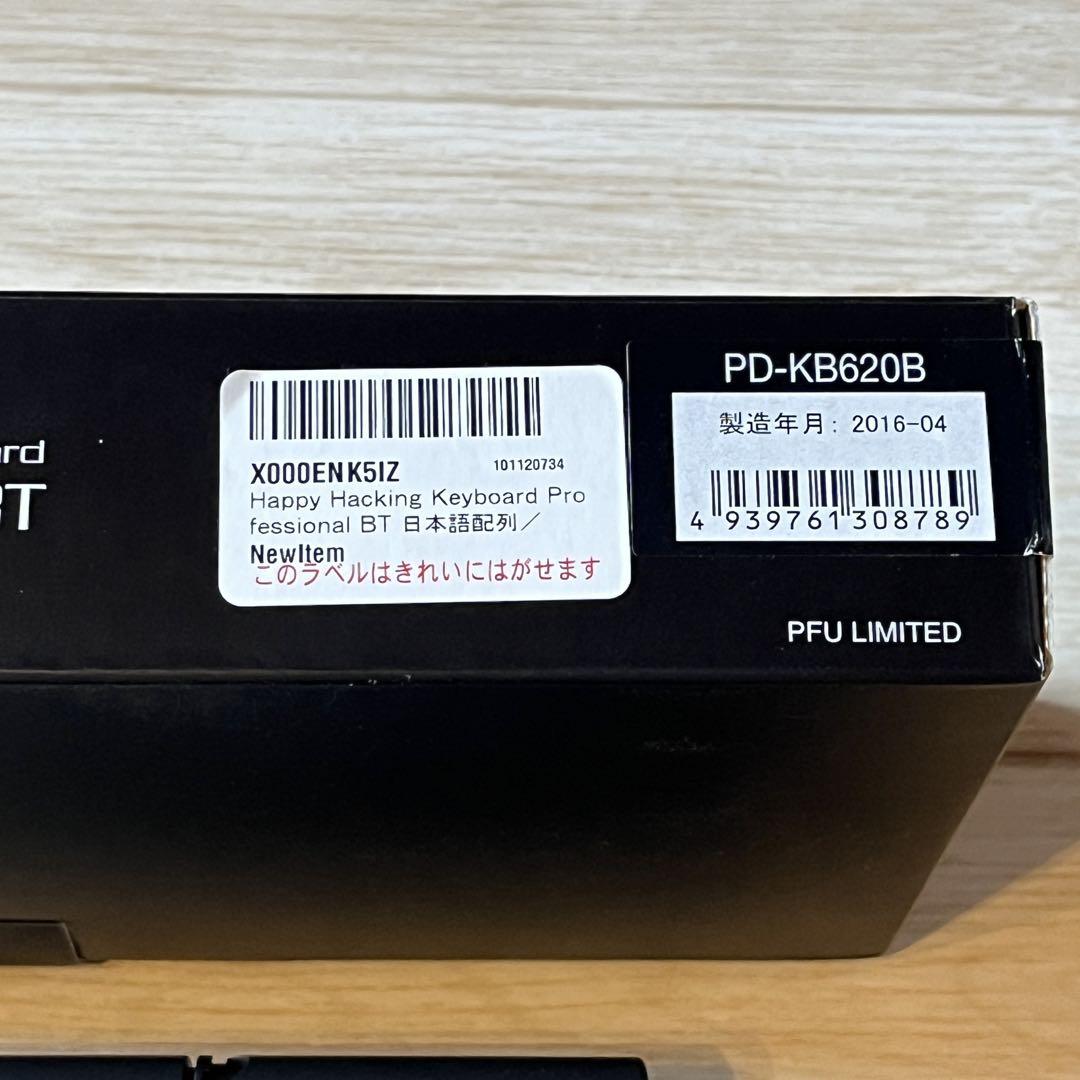 PD-KB620B
製造年月: 2016-04
4 939761 308789
X000ENK5IZ
101120734
Happy Hacking Keyboard Pro
fessional BT 日本語配列／
NewItem
このラベルはきれいにはがせます
PFU LIMITED